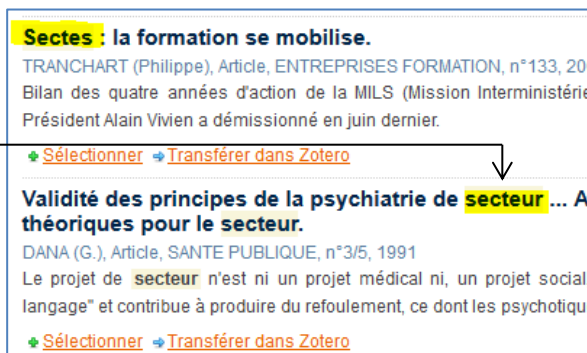 Sectes : la formation se mobilise.
TRANCHART (Philippe), Article, ENTREPRISES FORMATION, n°133, 20
Bilan des quatre années d'action de la MILS (Mission Interministérie
Président Alain Vivien a démissionné en juin dernier.
Sélectionner Transférer dans Zotero
Validité des principes de la psychiatrie de secteur ... A
théoriques pour le secteur.
DANA (G.), Article, SANTE PUBLIQUE, n°3/5, 1991
Le projet de secteur n'est ni un projet médical ni, un projet social
langage" et contribue à produire du refoulement, ce dont les psychotiqu
Sélectionner Transférer dans Zotero